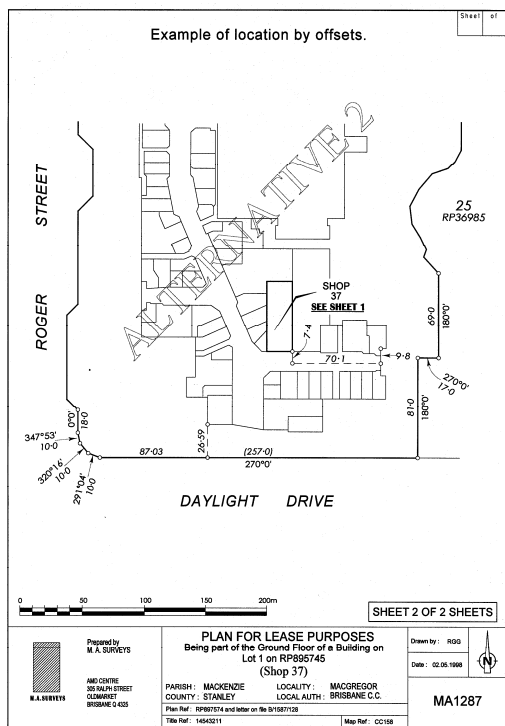 Sheet of
Example of location by offsets.
ALTERNATIVE 2
ROGER STREET
25
RP36985
SHOP
37
SEE SHEET 1
7·4
70·1
9·8
69·0
180°0'
270°0'
17·0
81·0
180°0'
0°0'
18·0
347°53'
10·0
320°16'
10·0
291°04'
10·0
87·03
26·59
(257·0)
270°0'
DAYLIGHT DRIVE
0 50 100 150 200m
SHEET 2 OF 2 SHEETS
M.A.SURVEYS
Prepared by
M. A. SURVEYS
AMD CENTRE
305 RALPH STREET
OLDMARKET
BRISBANE Q 4325
PLAN FOR LEASE PURPOSES
Being part of the Ground Floor of a Building on
Lot 1 on RP895745
(Shop 37)
PARISH : MACKENZIE LOCALITY : MACGREGOR
COUNTY : STANLEY LOCAL AUTH : BRISBANE C.C.
Plan Ref : RP897574 and letter on file B/1587/128
Title Ref : 14543211 Map Ref : CC158
Drawn by : RGG
Date : 02.05.1998
N
MA1287